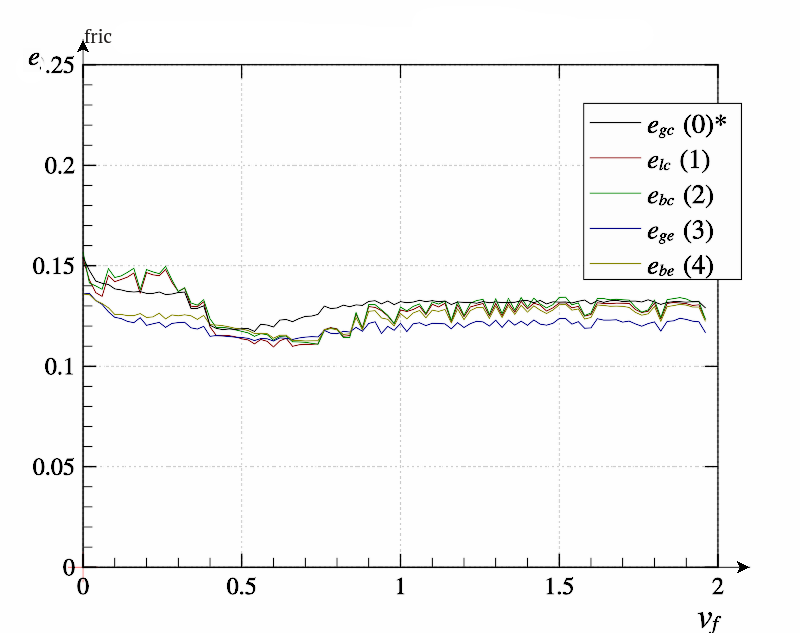 fric
e .25
0.2
0.15
0.1
0.05
0
0 0.5 1 1.5 2
v_f
e_gc (0)*
e_lc (1)
e_bc (2)
e_ge (3)
e_be (4)